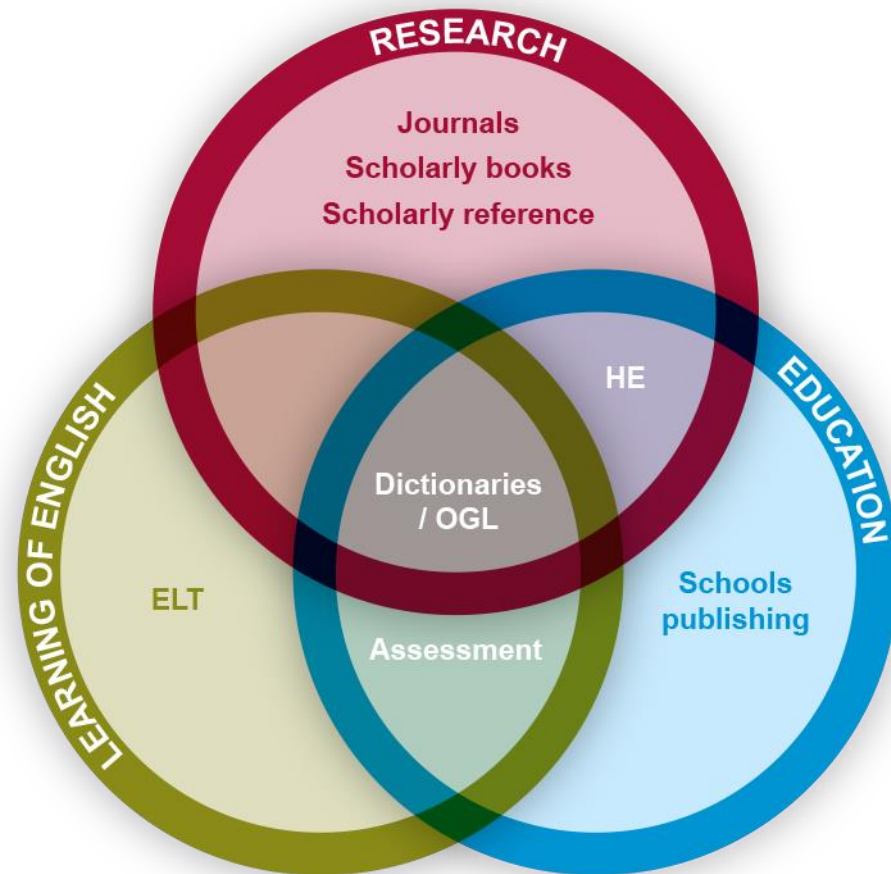 RESEARCH
Journals
Scholarly books
Scholarly reference
HE
EDUCATION
LEARNING OF ENGLISH
Dictionaries
/ OGL
ELT
Schools
publishing
Assessment